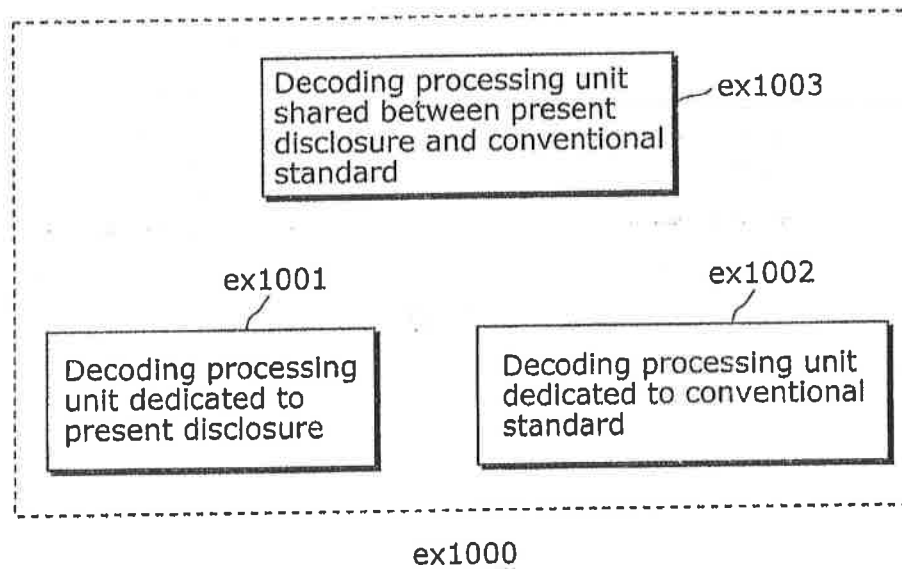 Decoding processing unit
shared between present
disclosure and conventional
standard
ex1003
ex1001
ex1002
Decoding processing
unit dedicated to
present disclosure
Decoding processing unit
dedicated to conventional
standard
ex1000